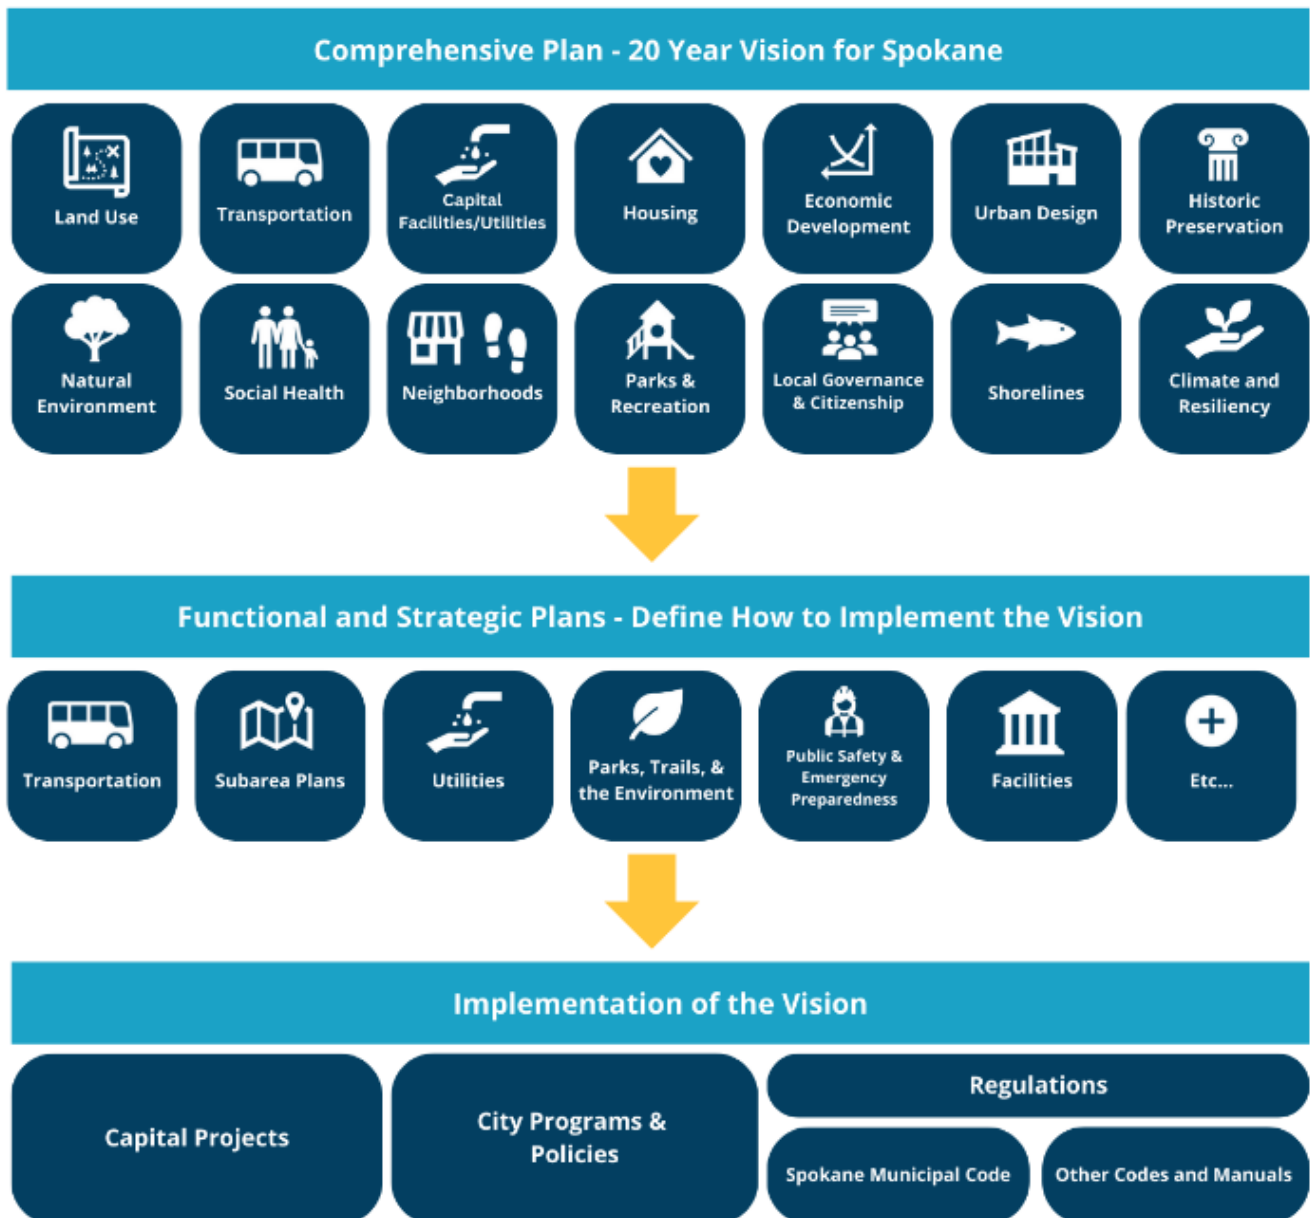 Comprehensive Plan - 20 Year Vision for Spokane
Land Use
Transportation
Capital
Facilities/Utilities
Housing
Economic
Development
Urban Design
Historic
Preservation
Natural
Environment
Social Health
Neighborhoods
Parks &
Recreation
Local Governance
& Citizenship
Shorelines
Climate and
Resiliency
Functional and Strategic Plans - Define How to Implement the Vision
Transportation
Subarea Plans
Utilities
Parks, Trails, &
the Environment
Public Safety &
Emergency
Preparedness
Facilities
Etc...
Implementation of the Vision
Capital Projects
City Programs &
Policies
Regulations
Spokane Municipal Code
Other Codes and Manuals